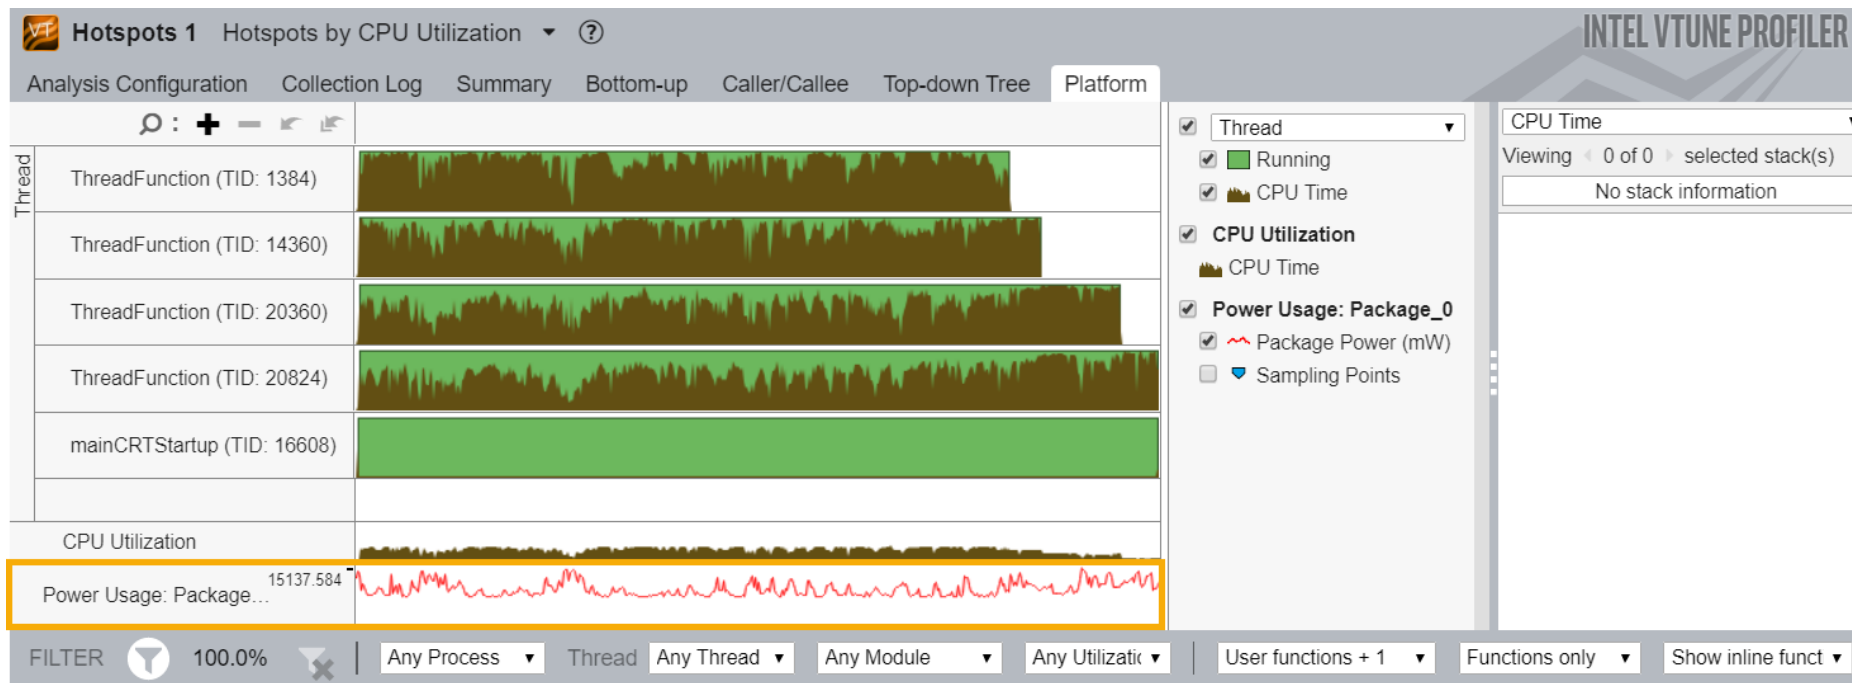 VT Hotspots 1 Hotspots by CPU Utilization ?
INTEL VTUNE PROFILER
Analysis Configuration Collection Log Summary Bottom-up Caller/Callee Top-down Tree Platform
Thread
ThreadFunction (TID: 1384)
ThreadFunction (TID: 14360)
ThreadFunction (TID: 20360)
ThreadFunction (TID: 20824)
mainCRTStartup (TID: 16608)
CPU Utilization
15137.584
Power Usage: Package...
Thread
Running
CPU Time
CPU Utilization
CPU Time
Power Usage: Package_0
Package Power (mW)
Sampling Points
CPU Time
Viewing 0 of 0 selected stack(s)
No stack information
FILTER 100.0% Any Process Thread Any Thread Any Module Any Utilizatic User functions + 1 Functions only Show inline funct